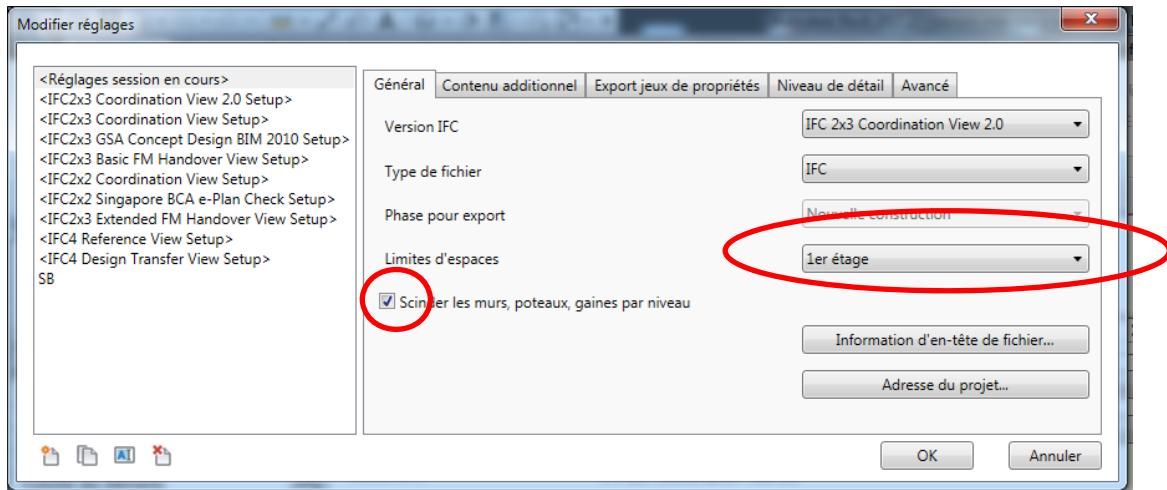 Modifier réglages
<Réglages session en cours>
<IFC2x3 Coordination View 2.0 Setup>
<IFC2x3 Coordination View Setup>
<IFC2x3 GSA Concept Design BIM 2010 Setup>
<IFC2x3 Basic FM Handover View Setup>
<IFC2x2 Coordination View Setup>
<IFC2x2 Singapore BCA e-Plan Check Setup>
<IFC2x3 Extended FM Handover View Setup>
<IFC4 Reference View Setup>
<IFC4 Design Transfer View Setup>
SB
Général Contenu additionnel Export jeux de propriétés Niveau de détail Avancé
Version IFC IFC 2x3 Coordination View 2.0
Type de fichier IFC
Phase pour export Nouvelle construction
Limites d'espaces 1er étage
Scinder les murs, poteaux, gaines par niveau
Information d'en-tête de fichier...
Adresse du projet...
OK Annuler